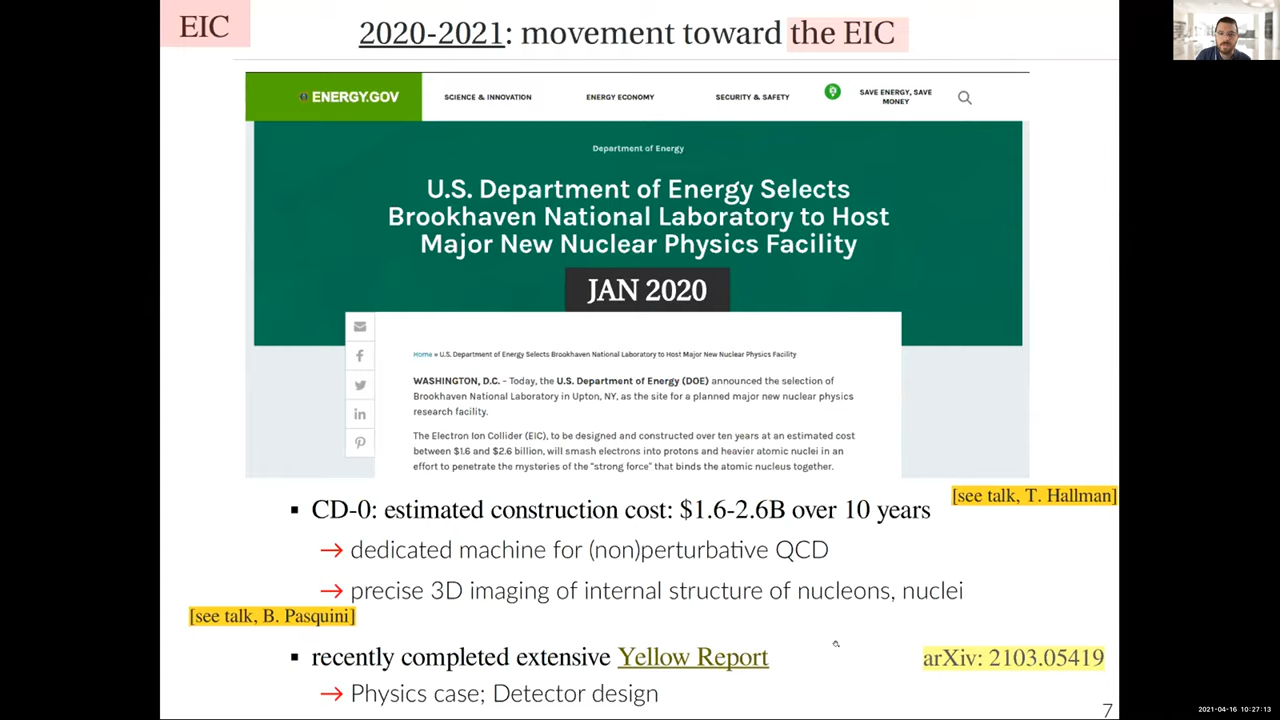 EIC
2020-2021: movement toward the EIC
ENERGY.GOV
SCIENCE & INNOVATION
ENERGY ECONOMY
SECURITY & SAFETY
SAVE ENERGY, SAVE
MONEY
Department of Energy
U.S. Department of Energy Selects
Brookhaven National Laboratory to Host
Major New Nuclear Physics Facility
JAN 2020
Home » U.S. Department of Energy Selects Brookhaven National Laboratory to Host Major New Nuclear Physics Facility
WASHINGTON, D.C. - Today, the U.S. Department of Energy (DOE) announced the selection of
Brookhaven National Laboratory in Upton, NY, as the site for a planned major new nuclear physics
research facility.
The Electron Ion Collider (EIC), to be designed and constructed over ten years at an estimated cost
between $1.6 and $2.6 billion, will smash electrons into protons and heavier atomic nuclei in an
effort to penetrate the mysteries of the “strong force” that binds the atomic nucleus together.
[see talk, T. Hallman]
▪ CD-0: estimated construction cost: $1.6-2.6B over 10 years
→ dedicated machine for (non)perturbative QCD
→ precise 3D imaging of internal structure of nucleons, nuclei
[see talk, B. Pasquini]
▪ recently completed extensive Yellow Report
arXiv: 2103.05419
→ Physics case; Detector design
7
2021-04-16 10:27:13